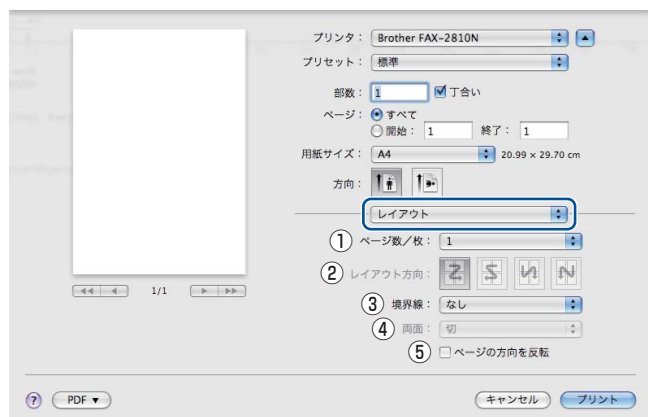 プリンタ： Brother FAX-2810N
プリセット： 標準
部数： 1 丁合い
ページ： すべて
開始： 1 終了： 1
用紙サイズ： A4 20.99 × 29.70 cm
方向：
レイアウト
① ページ数/枚： 1
② レイアウト方向：
1/1
③ 境界線： なし
④ 両面： 切
⑤ ページの方向を反転
? PDF ▼ キャンセル プリント